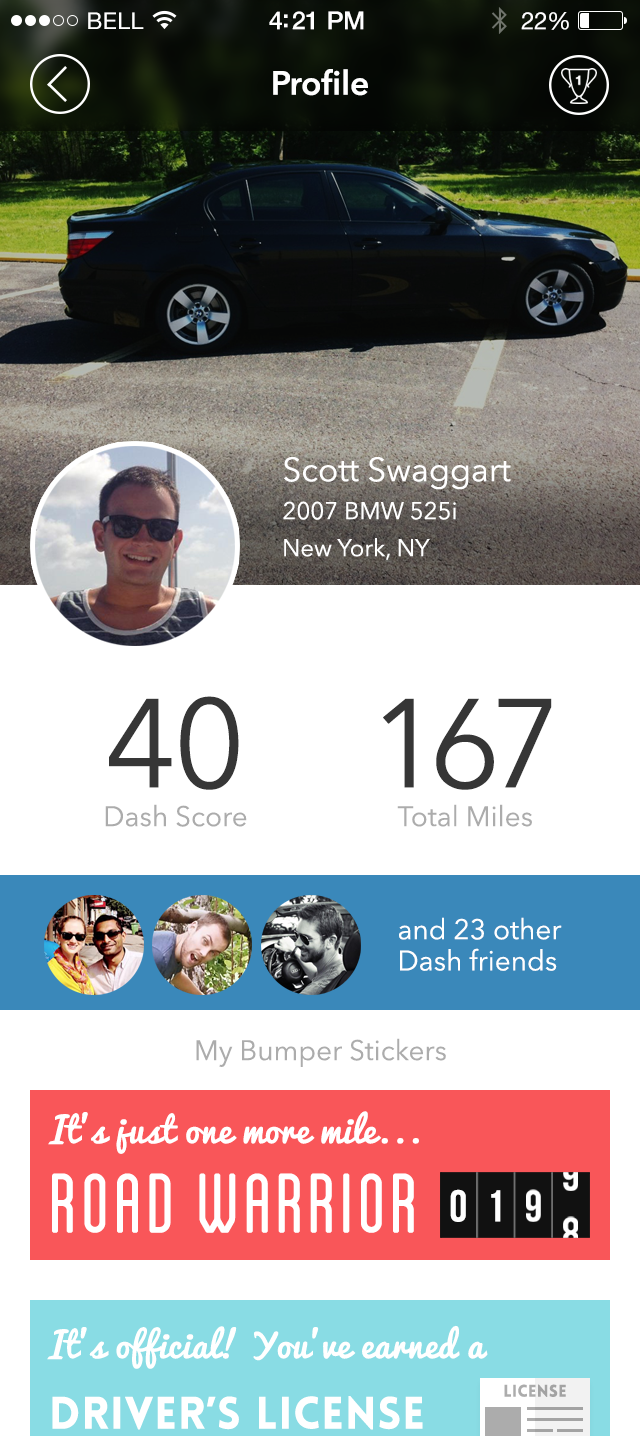 BELL 4:21 PM 22%
Profile
1
Scott Swaggart
2007 BMW 525i
New York, NY
40 167
Dash Score Total Miles
and 23 other
Dash friends
My Bumper Stickers
It's just one more mile...
ROAD WARRIOR 0 1 9 9
8
It's official! You've earned a
DRIVER'S LICENSE
LICENSE